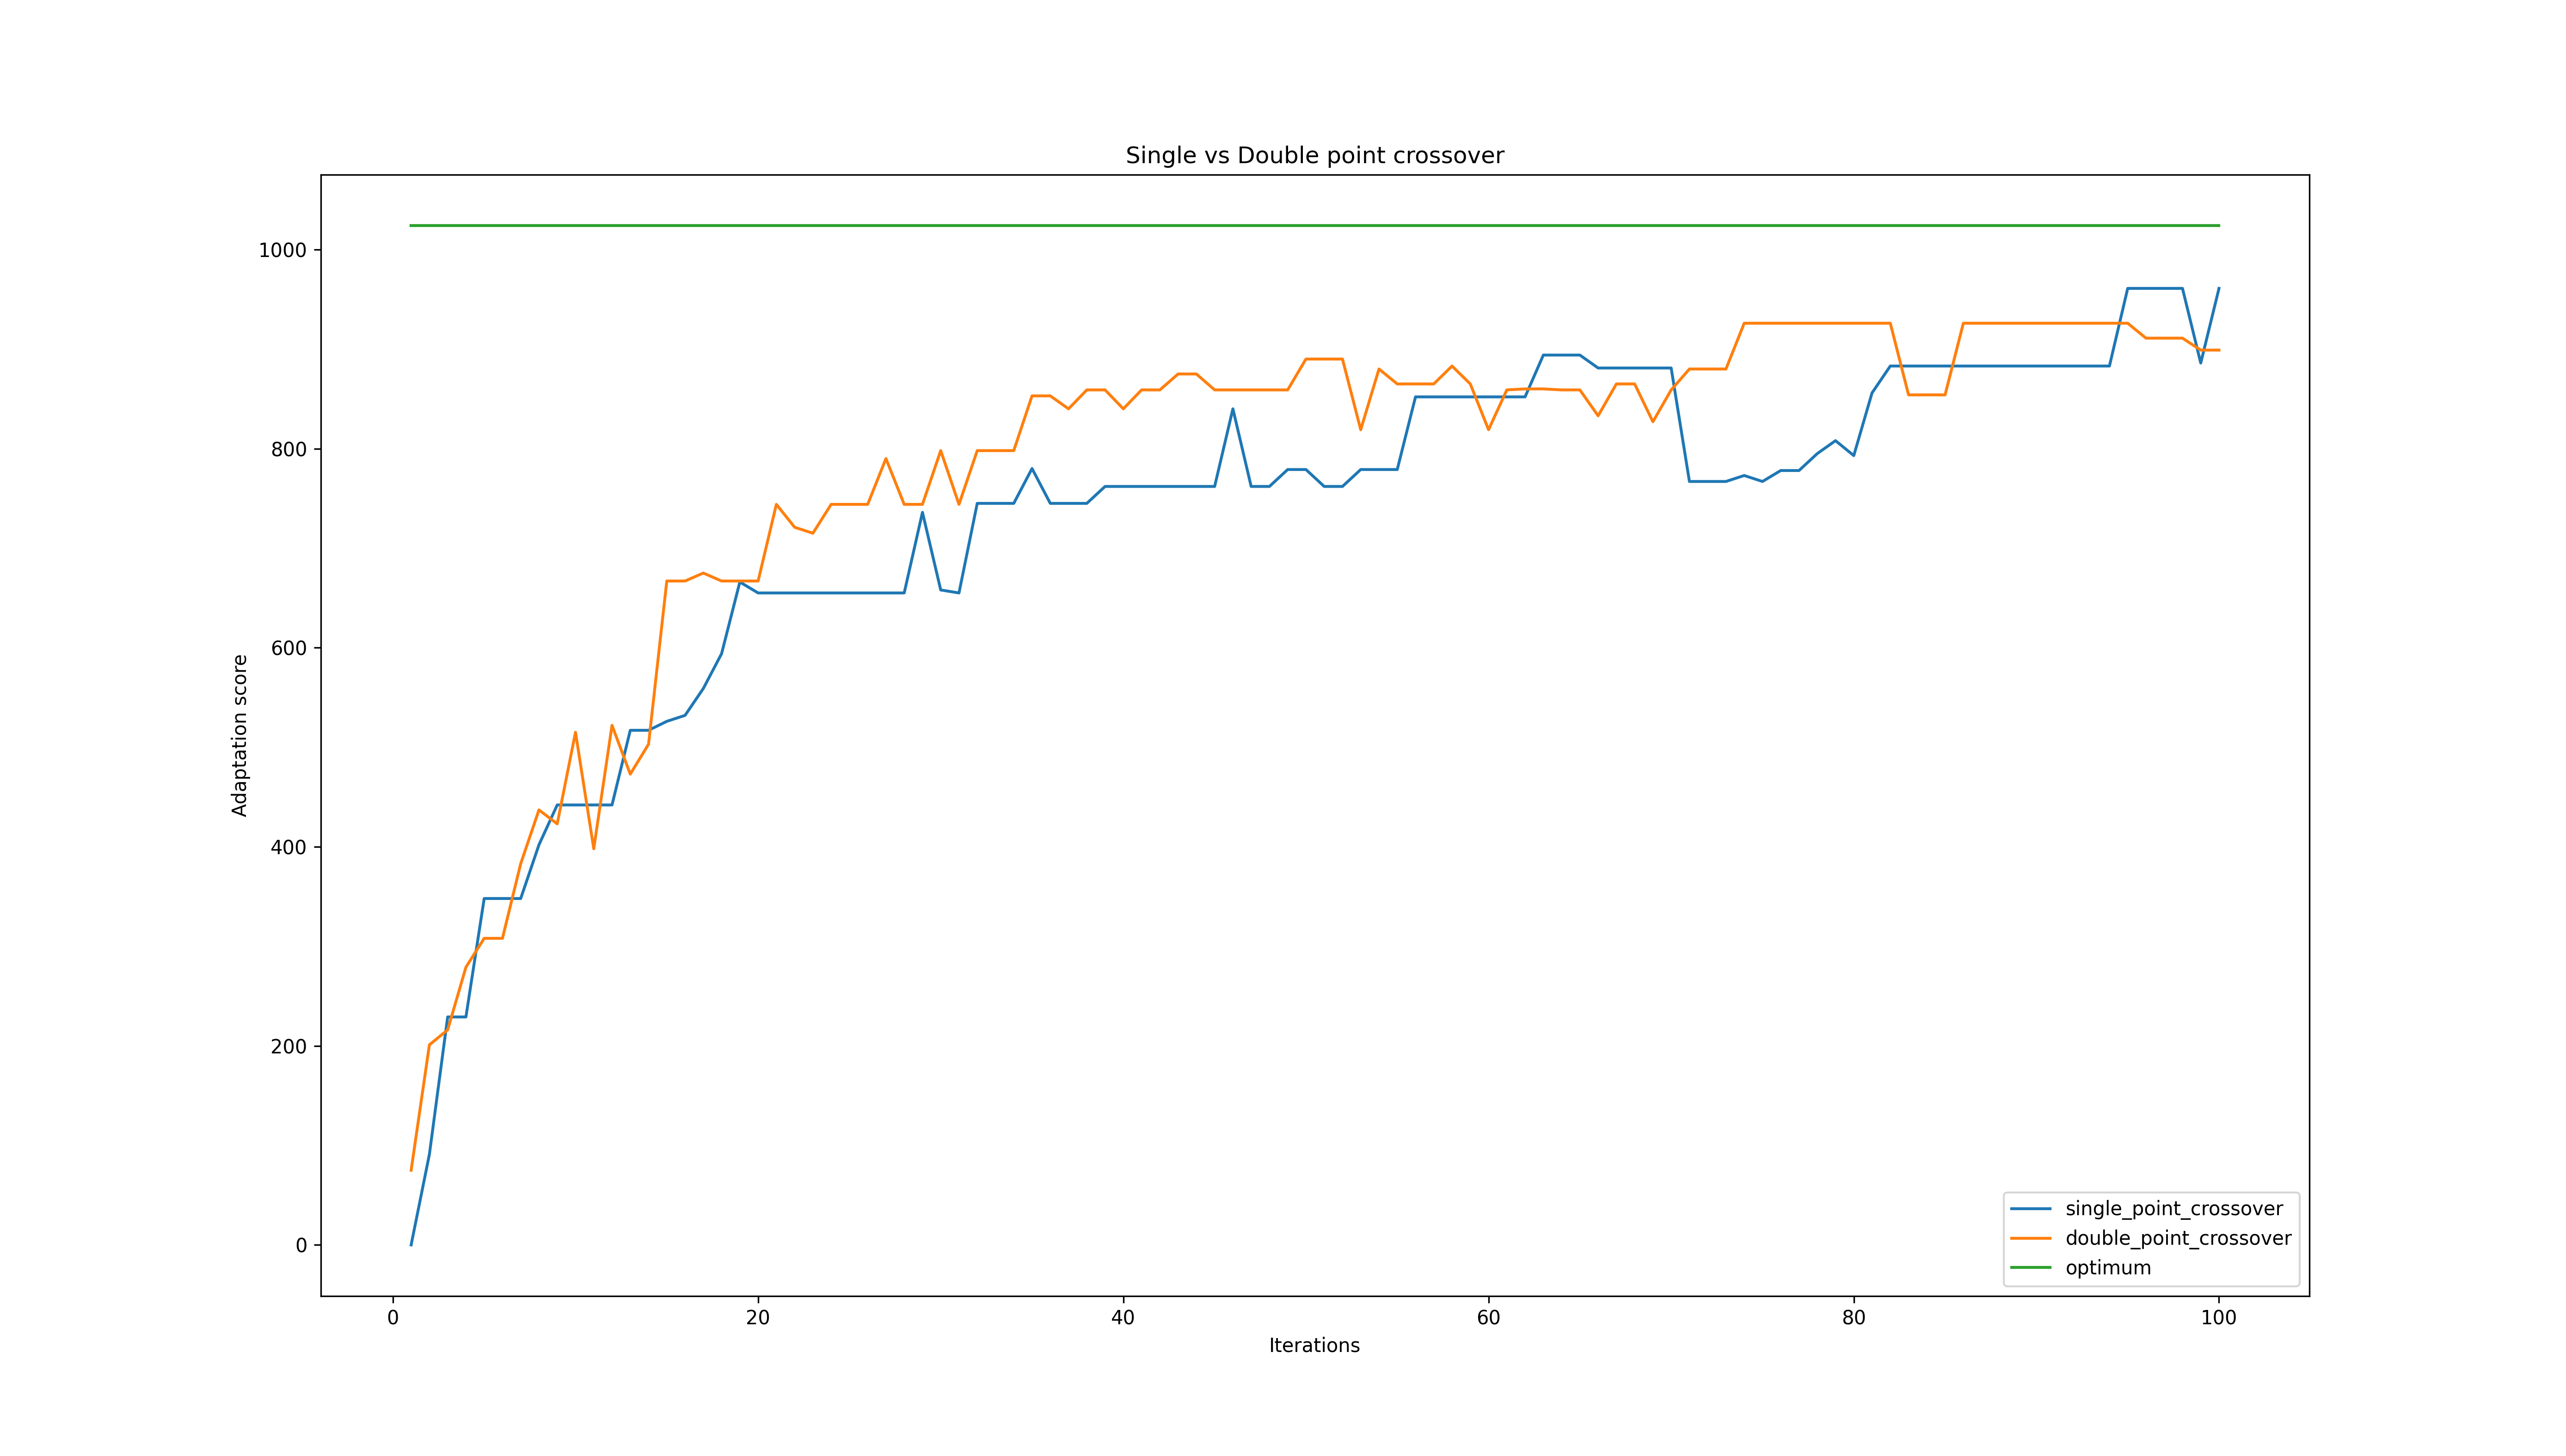 Single vs Double point crossover
1000
800
600
400
200
0
Adaptation score
0 20 40 60 80 100
Iterations
single_point_crossover
double_point_crossover
optimum